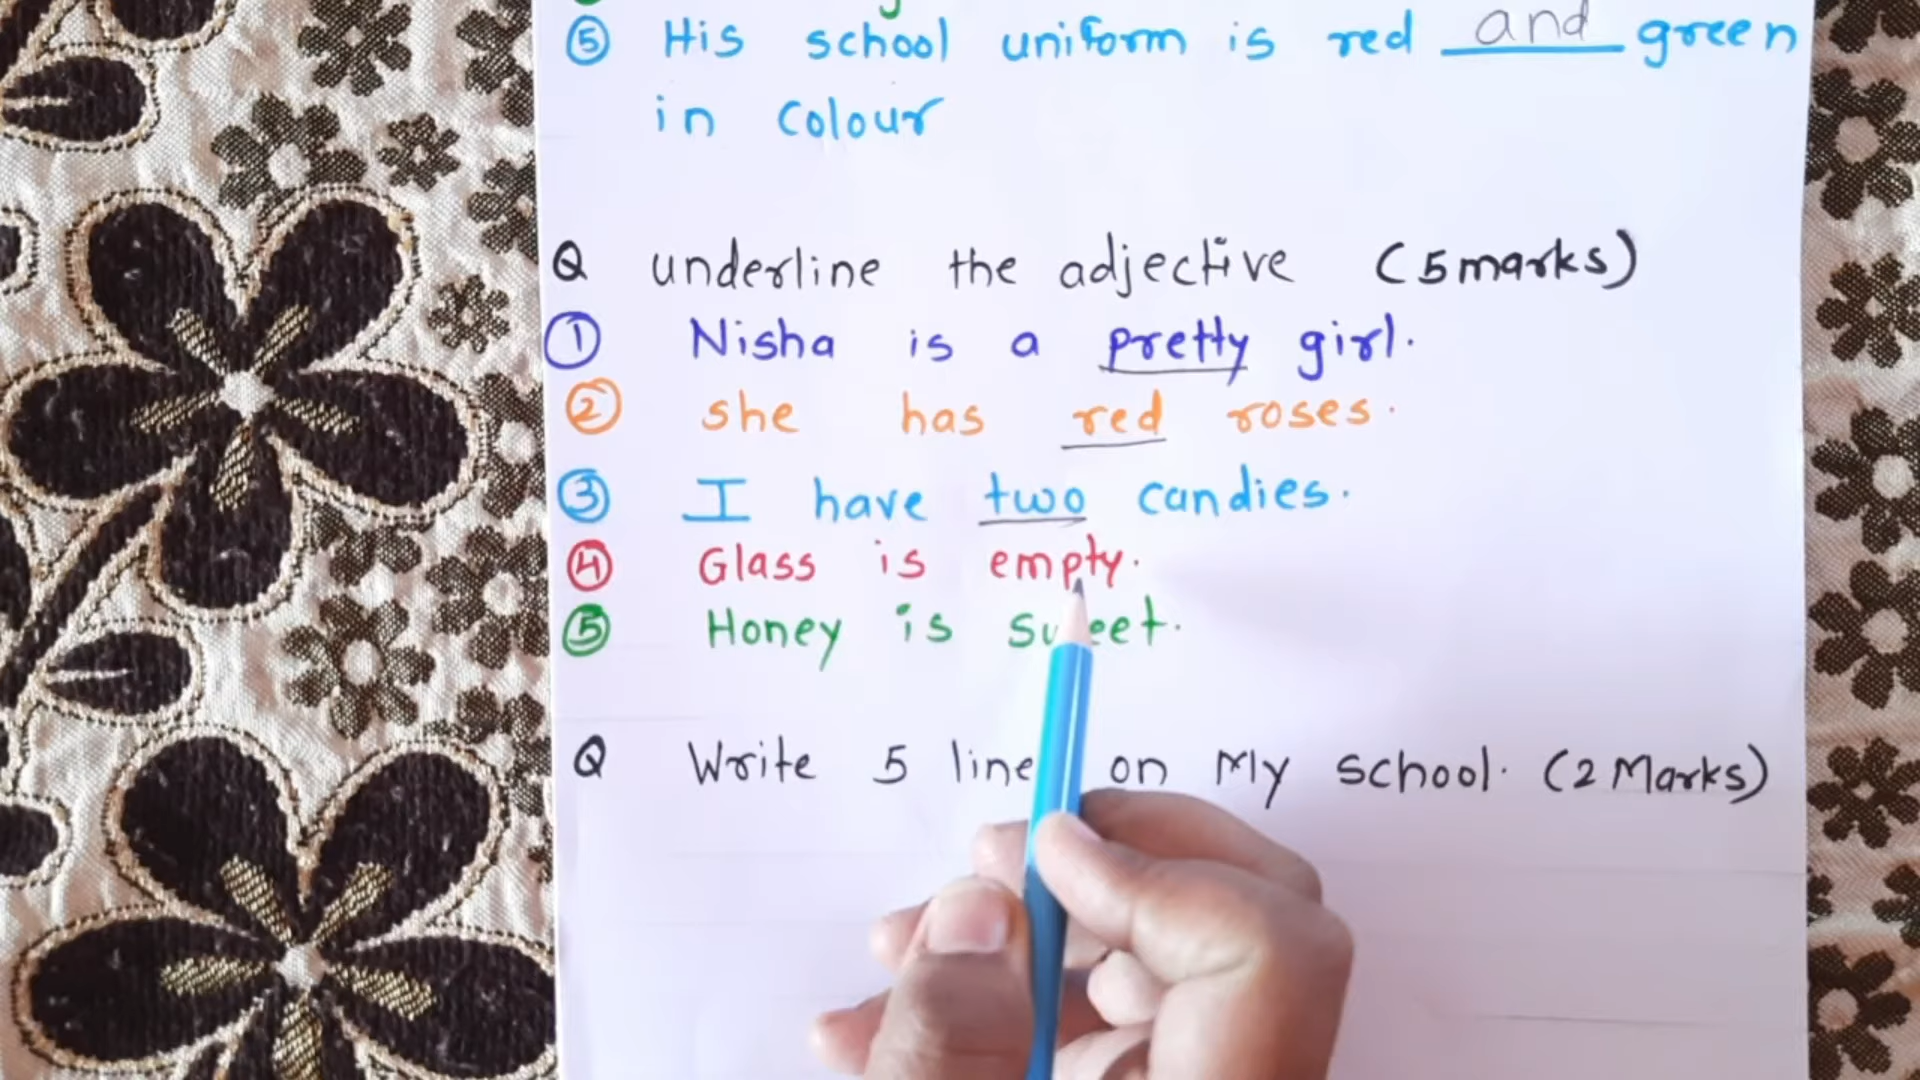 5 His school uniform is red and green
in colour
Q underline the adjective (5 marks)
1 Nisha is a pretty girl.
2 she has red roses.
3 I have two candies.
4 Glass is empty.
5 Honey is sweet.
Q Write 5 line on My school. (2 Marks)